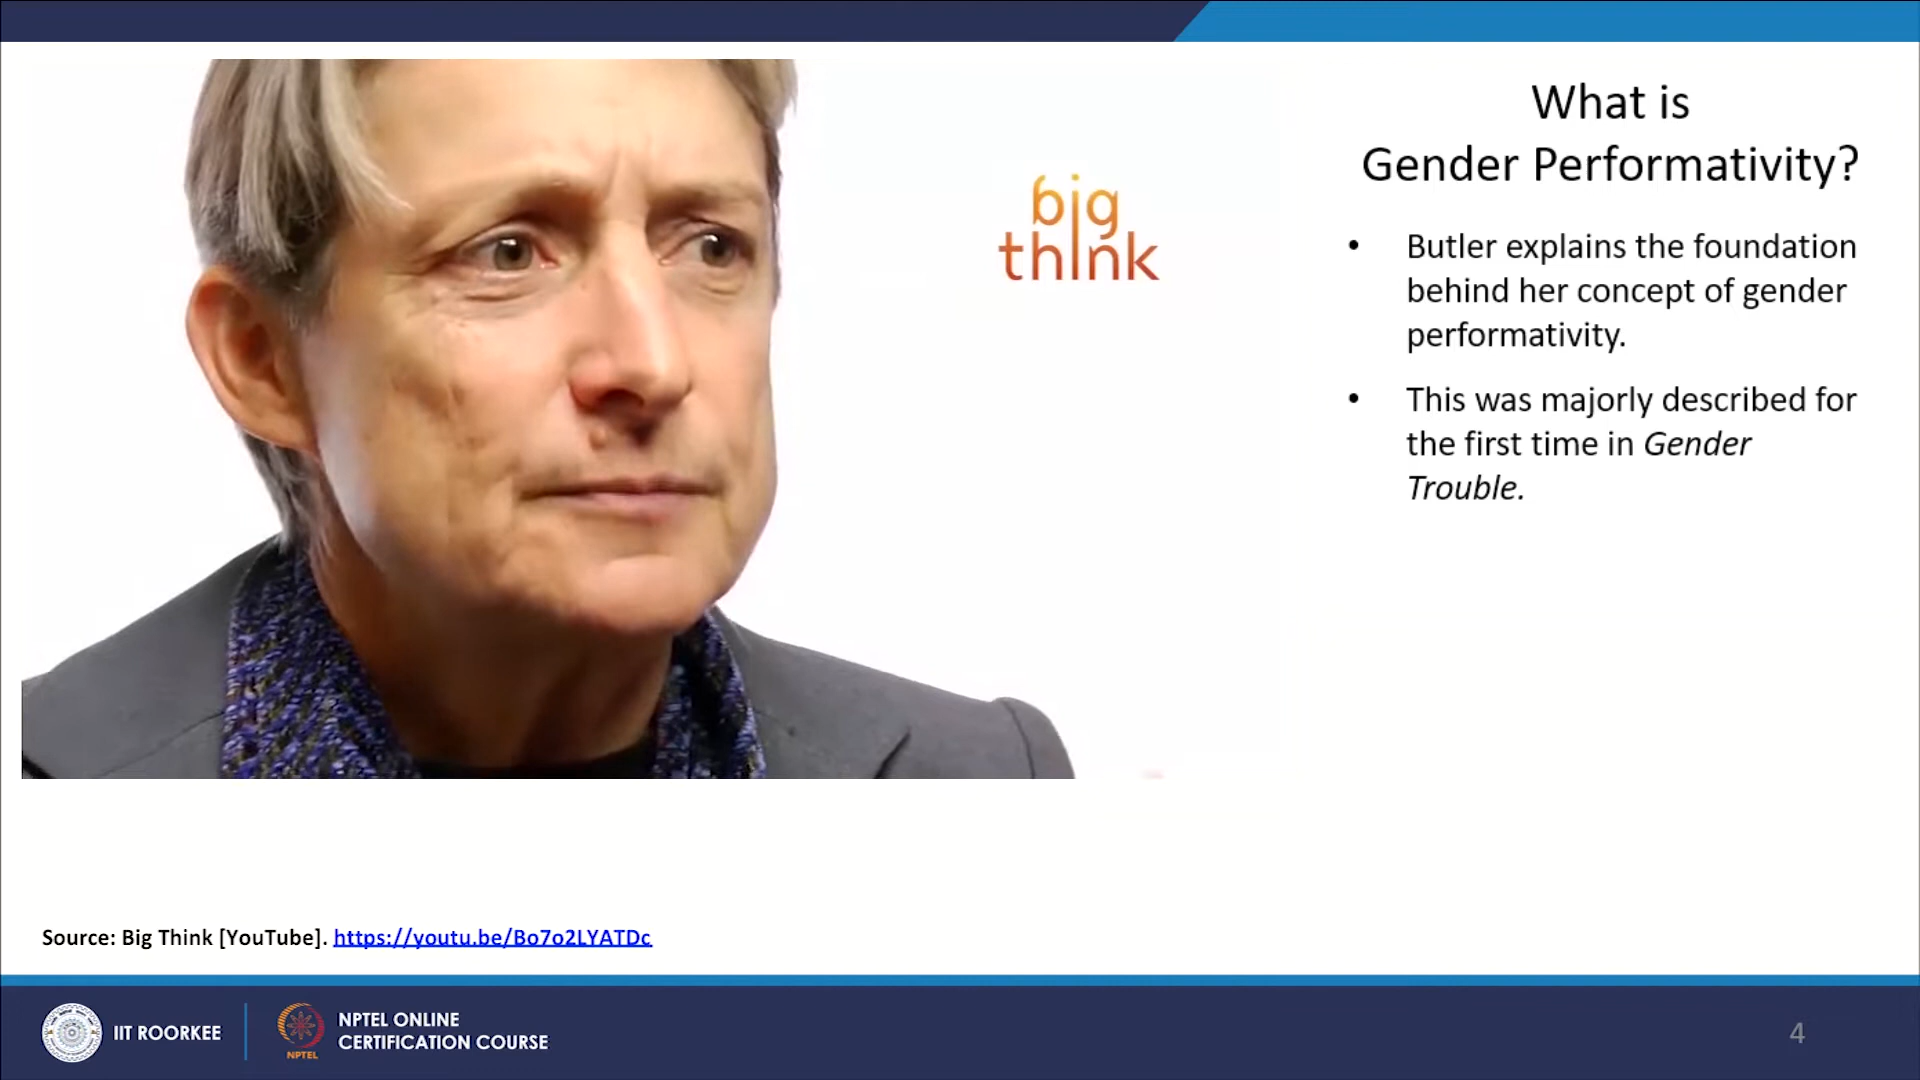 big
think
What is
Gender Performativity?
• Butler explains the foundation
behind her concept of gender
performativity.
• This was majorly described for
the first time in Gender
Trouble.
Source: Big Think [YouTube]. https://youtu.be/Bo7o2LYATDc
IIT ROORKEE
NPTEL
NPTEL ONLINE
CERTIFICATION COURSE
4